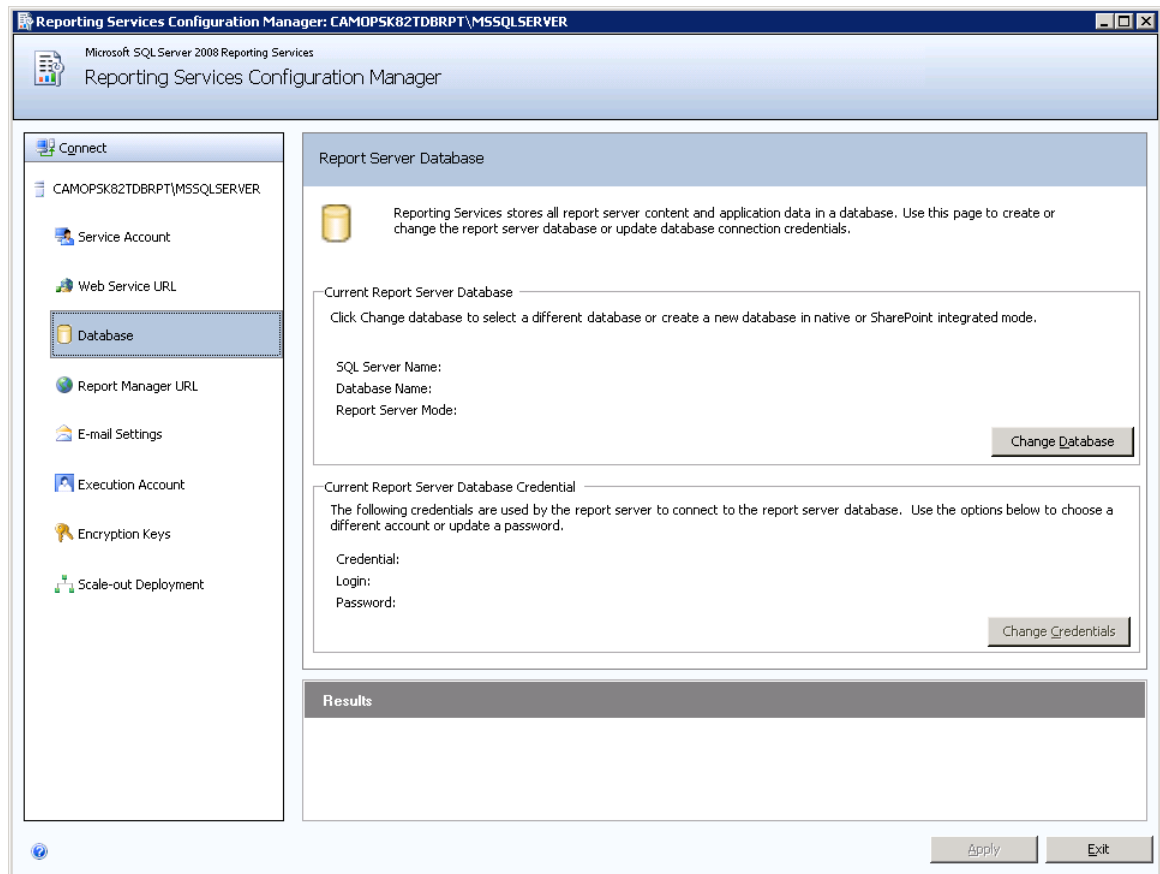 Reporting Services Configuration Manager: CAMOPSK82TDBRPT\MSSQLSERVER
Microsoft SQL Server 2008 Reporting Services
Reporting Services Configuration Manager
Connect
CAMOPSK82TDBRPT\MSSQLSERVER
Service Account
Web Service URL
Database
Report Manager URL
E-mail Settings
Execution Account
Encryption Keys
Scale-out Deployment
Report Server Database
Reporting Services stores all report server content and application data in a database. Use this page to create or
change the report server database or update database connection credentials.
Current Report Server Database
Click Change database to select a different database or create a new database in native or SharePoint integrated mode.
SQL Server Name:
Database Name:
Report Server Mode:
Change Database
Current Report Server Database Credential
The following credentials are used by the report server to connect to the report server database. Use the options below to choose a
different account or update a password.
Credential:
Login:
Password:
Change Credentials
Results
Apply
Exit